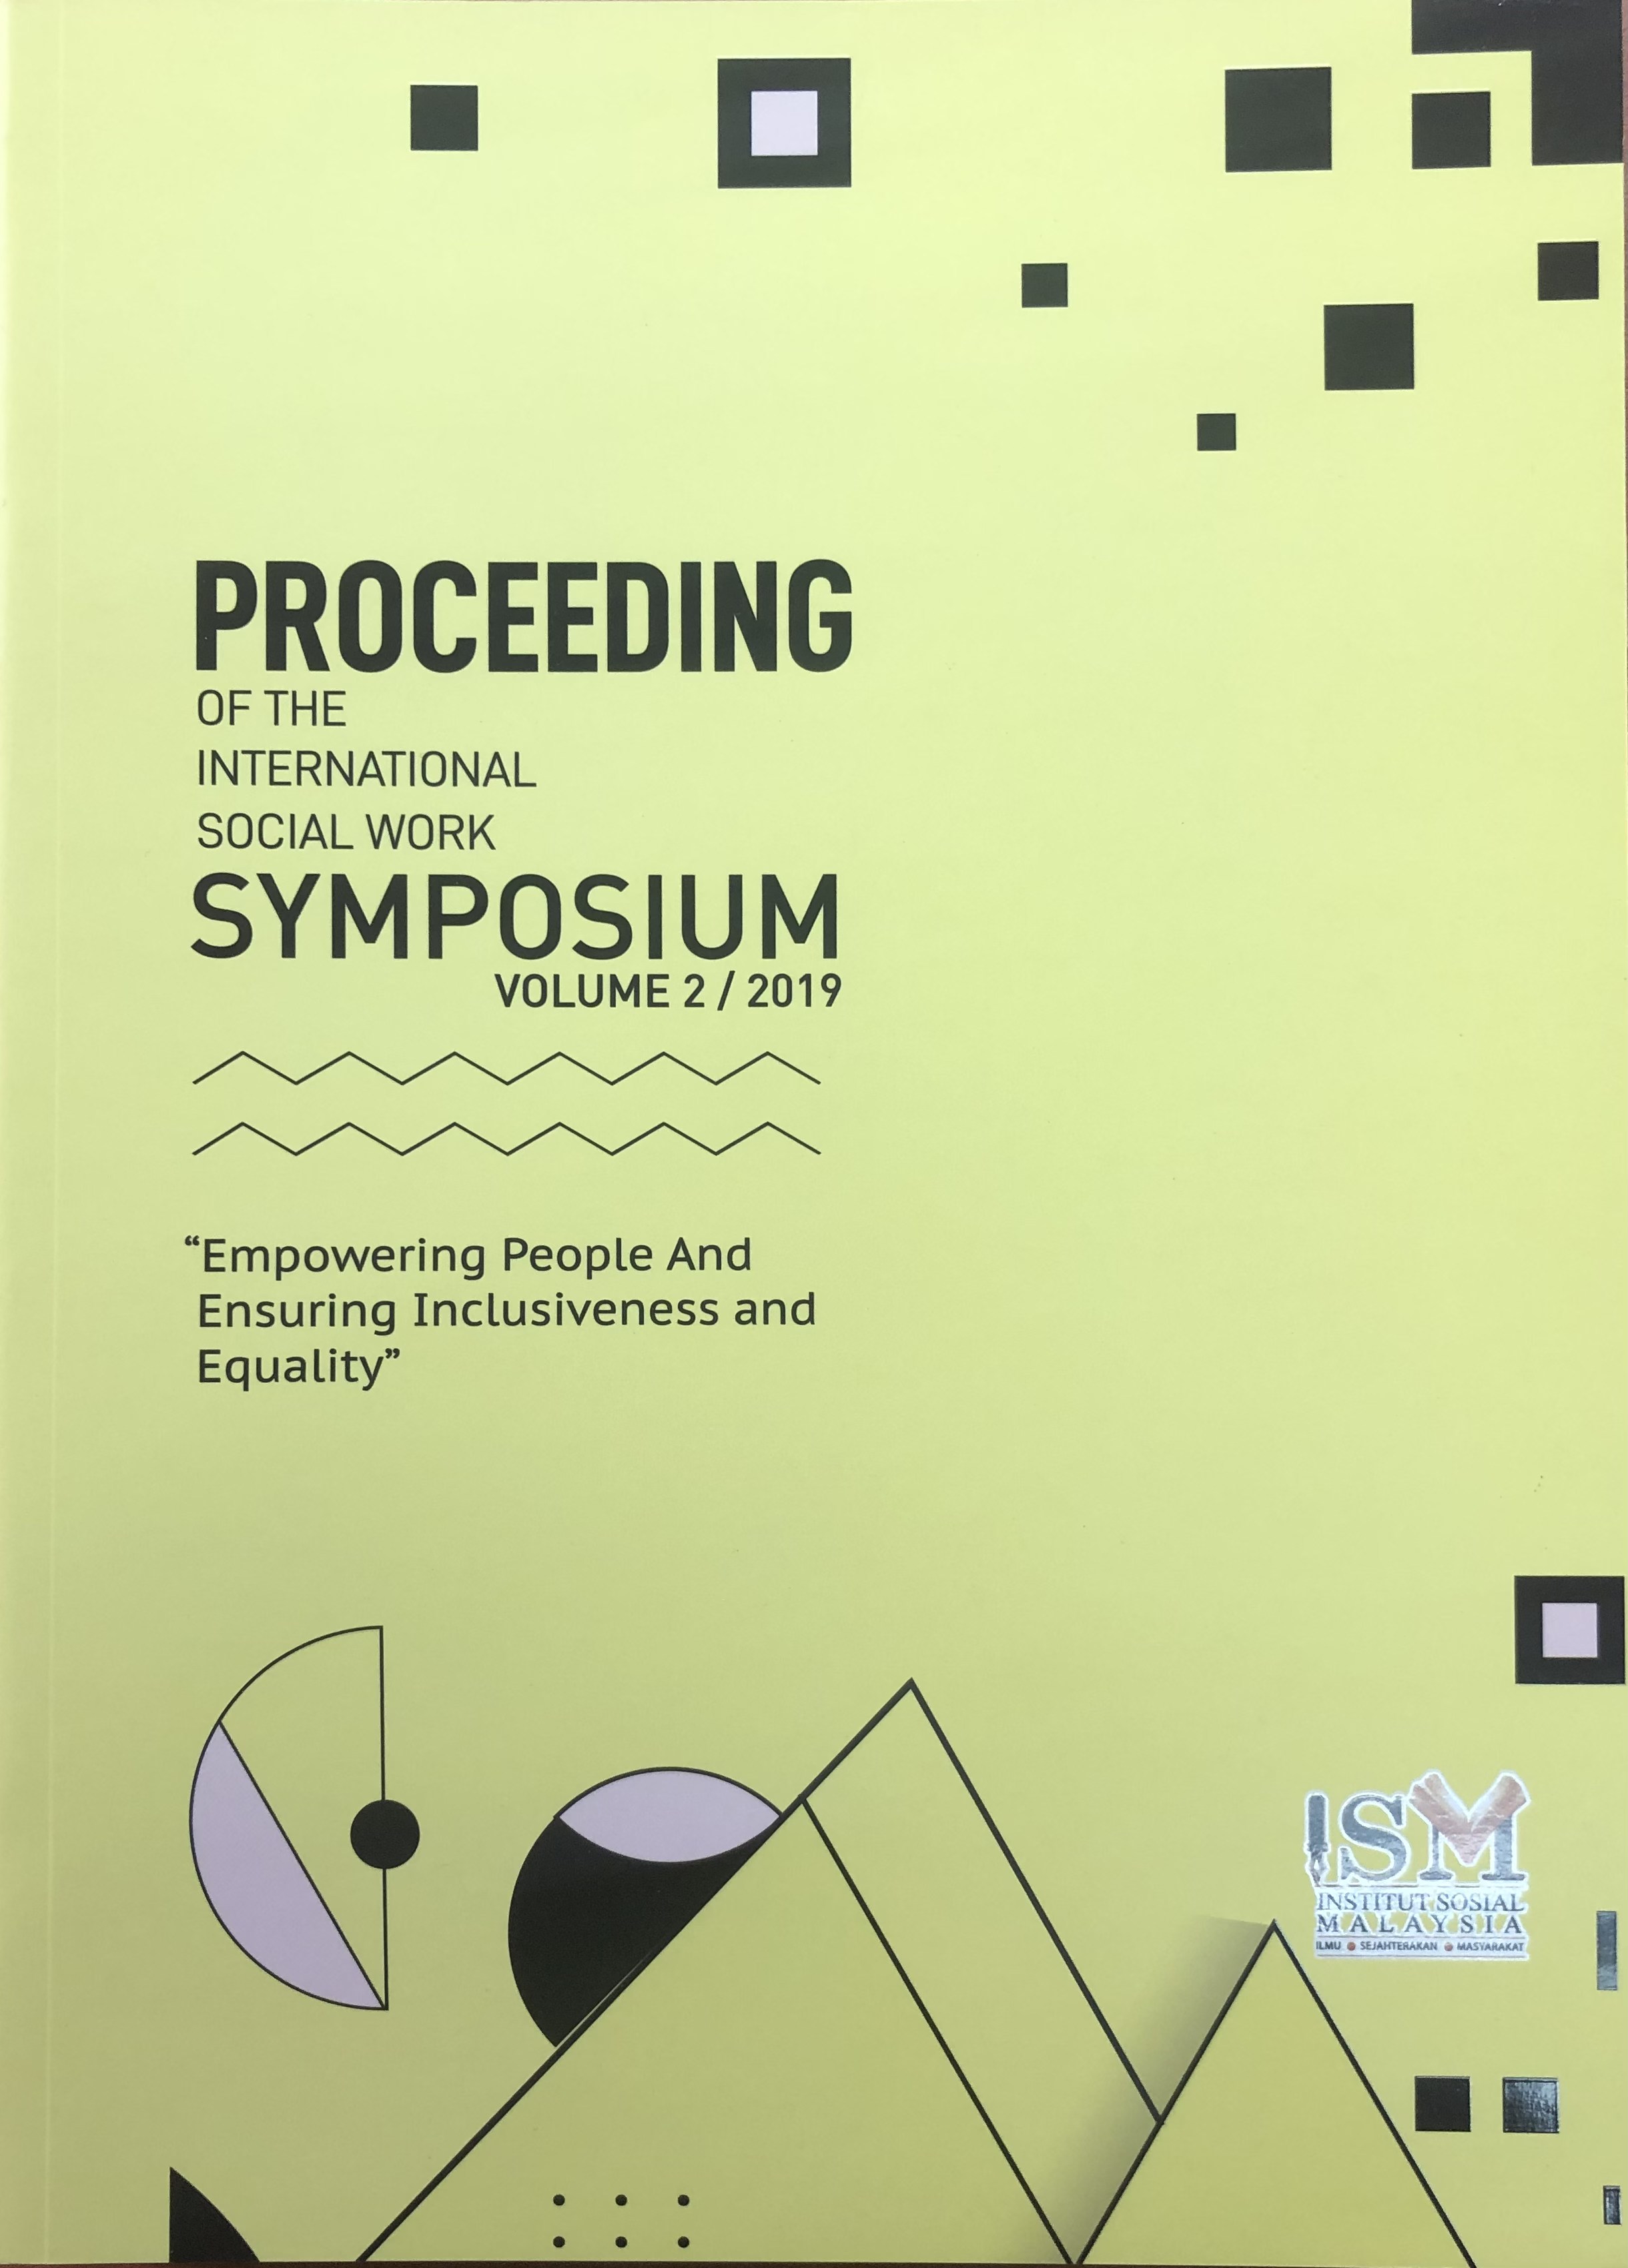 PROCEEDING
OF THE
INTERNATIONAL
SOCIAL WORK
SYMPOSIUM
VOLUME 2 / 2019
“Empowering People And
Ensuring Inclusiveness and
Equality”
ISM
INSTITUT SOSIAL
MALAYSIA
ILMU ● SEJAHTERAKAN ● MASYARAKAT